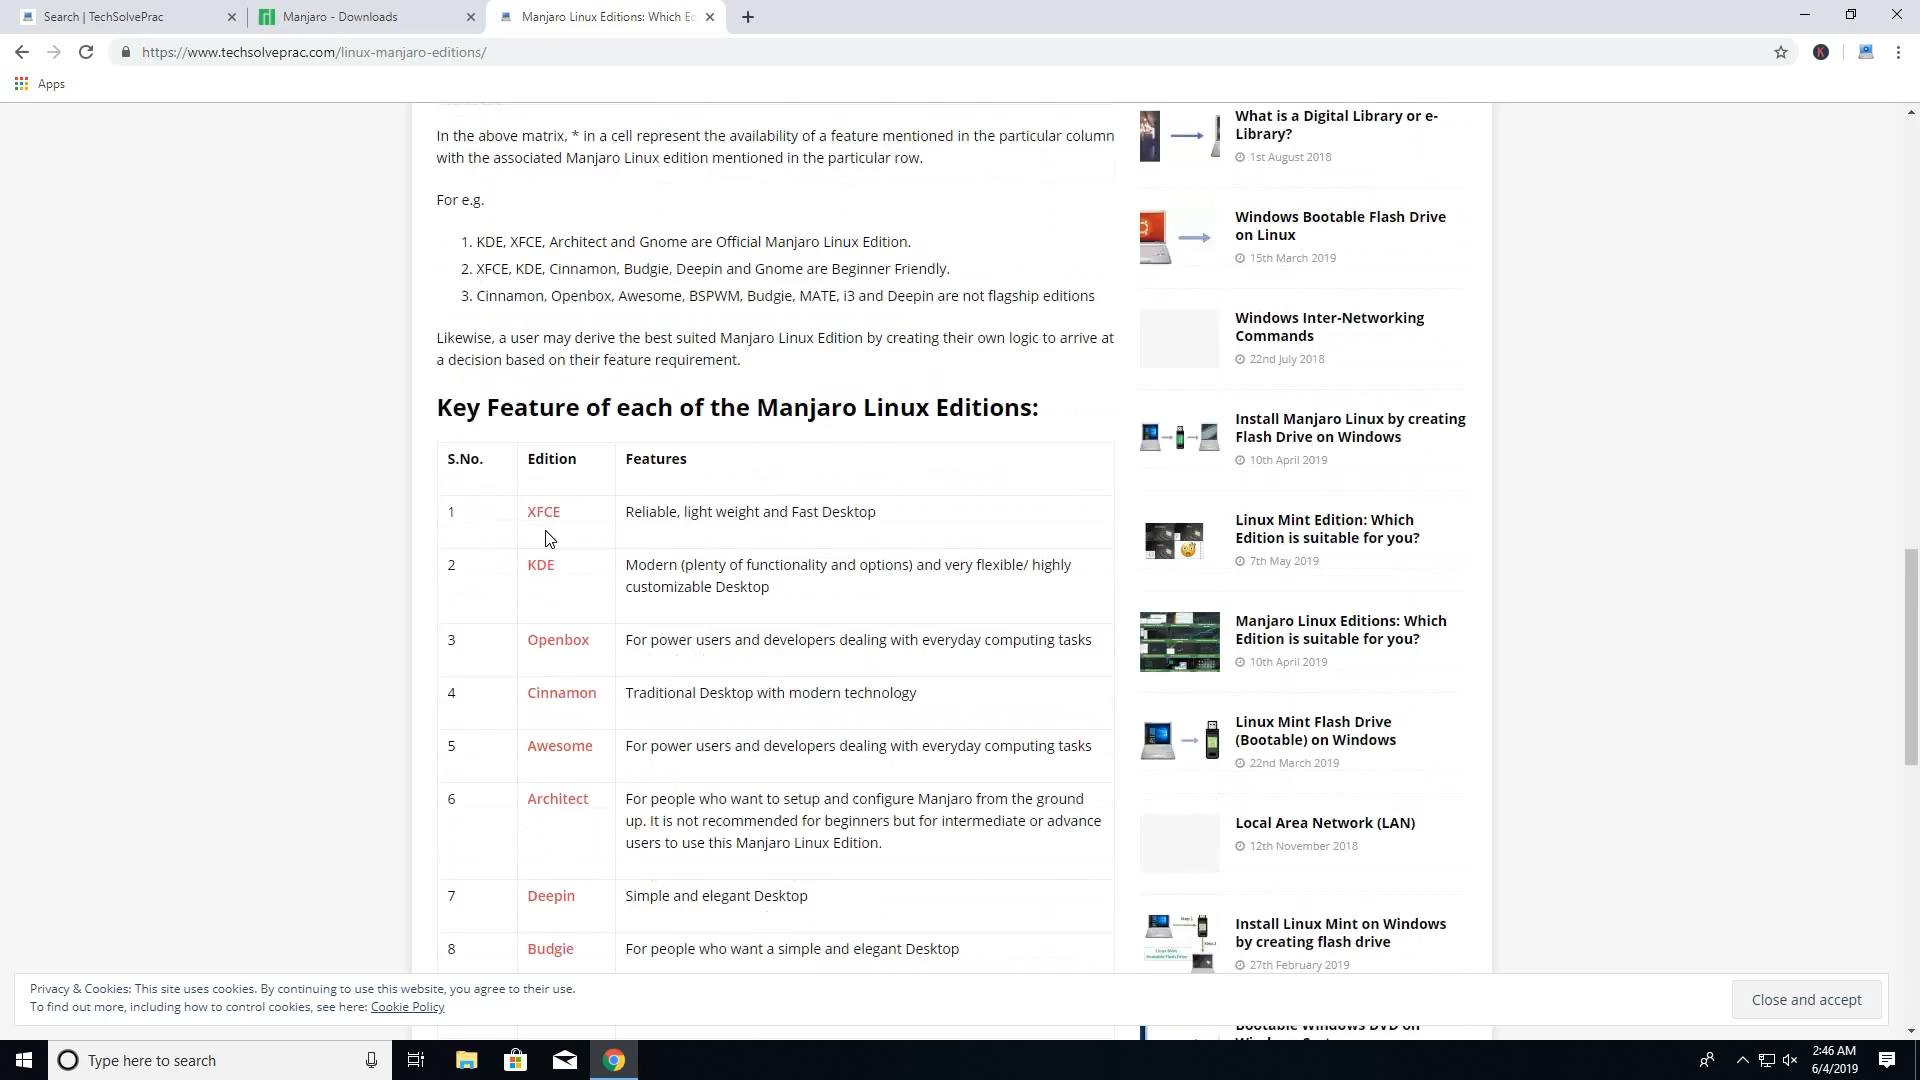 Search | TechSolvePrac
Manjaro - Downloads
Manjaro Linux Editions: Which Ec
https://www.techsolveprac.com/linux-manjaro-editions/
K
Apps
In the above matrix, * in a cell represent the availability of a feature mentioned in the particular column
with the associated Manjaro Linux edition mentioned in the particular row.
For e.g.
1. KDE, XFCE, Architect and Gnome are Official Manjaro Linux Edition.
2. XFCE, KDE, Cinnamon, Budgie, Deepin and Gnome are Beginner Friendly.
3. Cinnamon, Openbox, Awesome, BSPWM, Budgie, MATE, i3 and Deepin are not flagship editions
Likewise, a user may derive the best suited Manjaro Linux Edition by creating their own logic to arrive at
a decision based on their feature requirement.
Key Feature of each of the Manjaro Linux Editions:
S.No. Edition Features
1 XFCE Reliable, light weight and Fast Desktop
2 KDE Modern (plenty of functionality and options) and very flexible/ highly
customizable Desktop
3 Openbox For power users and developers dealing with everyday computing tasks
4 Cinnamon Traditional Desktop with modern technology
5 Awesome For power users and developers dealing with everyday computing tasks
6 Architect For people who want to setup and configure Manjaro from the ground
up. It is not recommended for beginners but for intermediate or advance
users to use this Manjaro Linux Edition.
7 Deepin Simple and elegant Desktop
8 Budgie For people who want a simple and elegant Desktop
What is a Digital Library or e-
Library?
1st August 2018
Windows Bootable Flash Drive
on Linux
15th March 2019
Windows Inter-Networking
Commands
22nd July 2018
Install Manjaro Linux by creating
Flash Drive on Windows
10th April 2019
Linux Mint Edition: Which
Edition is suitable for you?
7th May 2019
Manjaro Linux Editions: Which
Edition is suitable for you?
10th April 2019
Linux Mint Flash Drive
(Bootable) on Windows
22nd March 2019
Local Area Network (LAN)
12th November 2018
Install Linux Mint on Windows
by creating flash drive
27th February 2019
Bootable Windows DVD on
Privacy & Cookies: This site uses cookies. By continuing to use this website, you agree to their use.
To find out more, including how to control cookies, see here: Cookie Policy
Close and accept
Type here to search
2:46 AM
6/4/2019